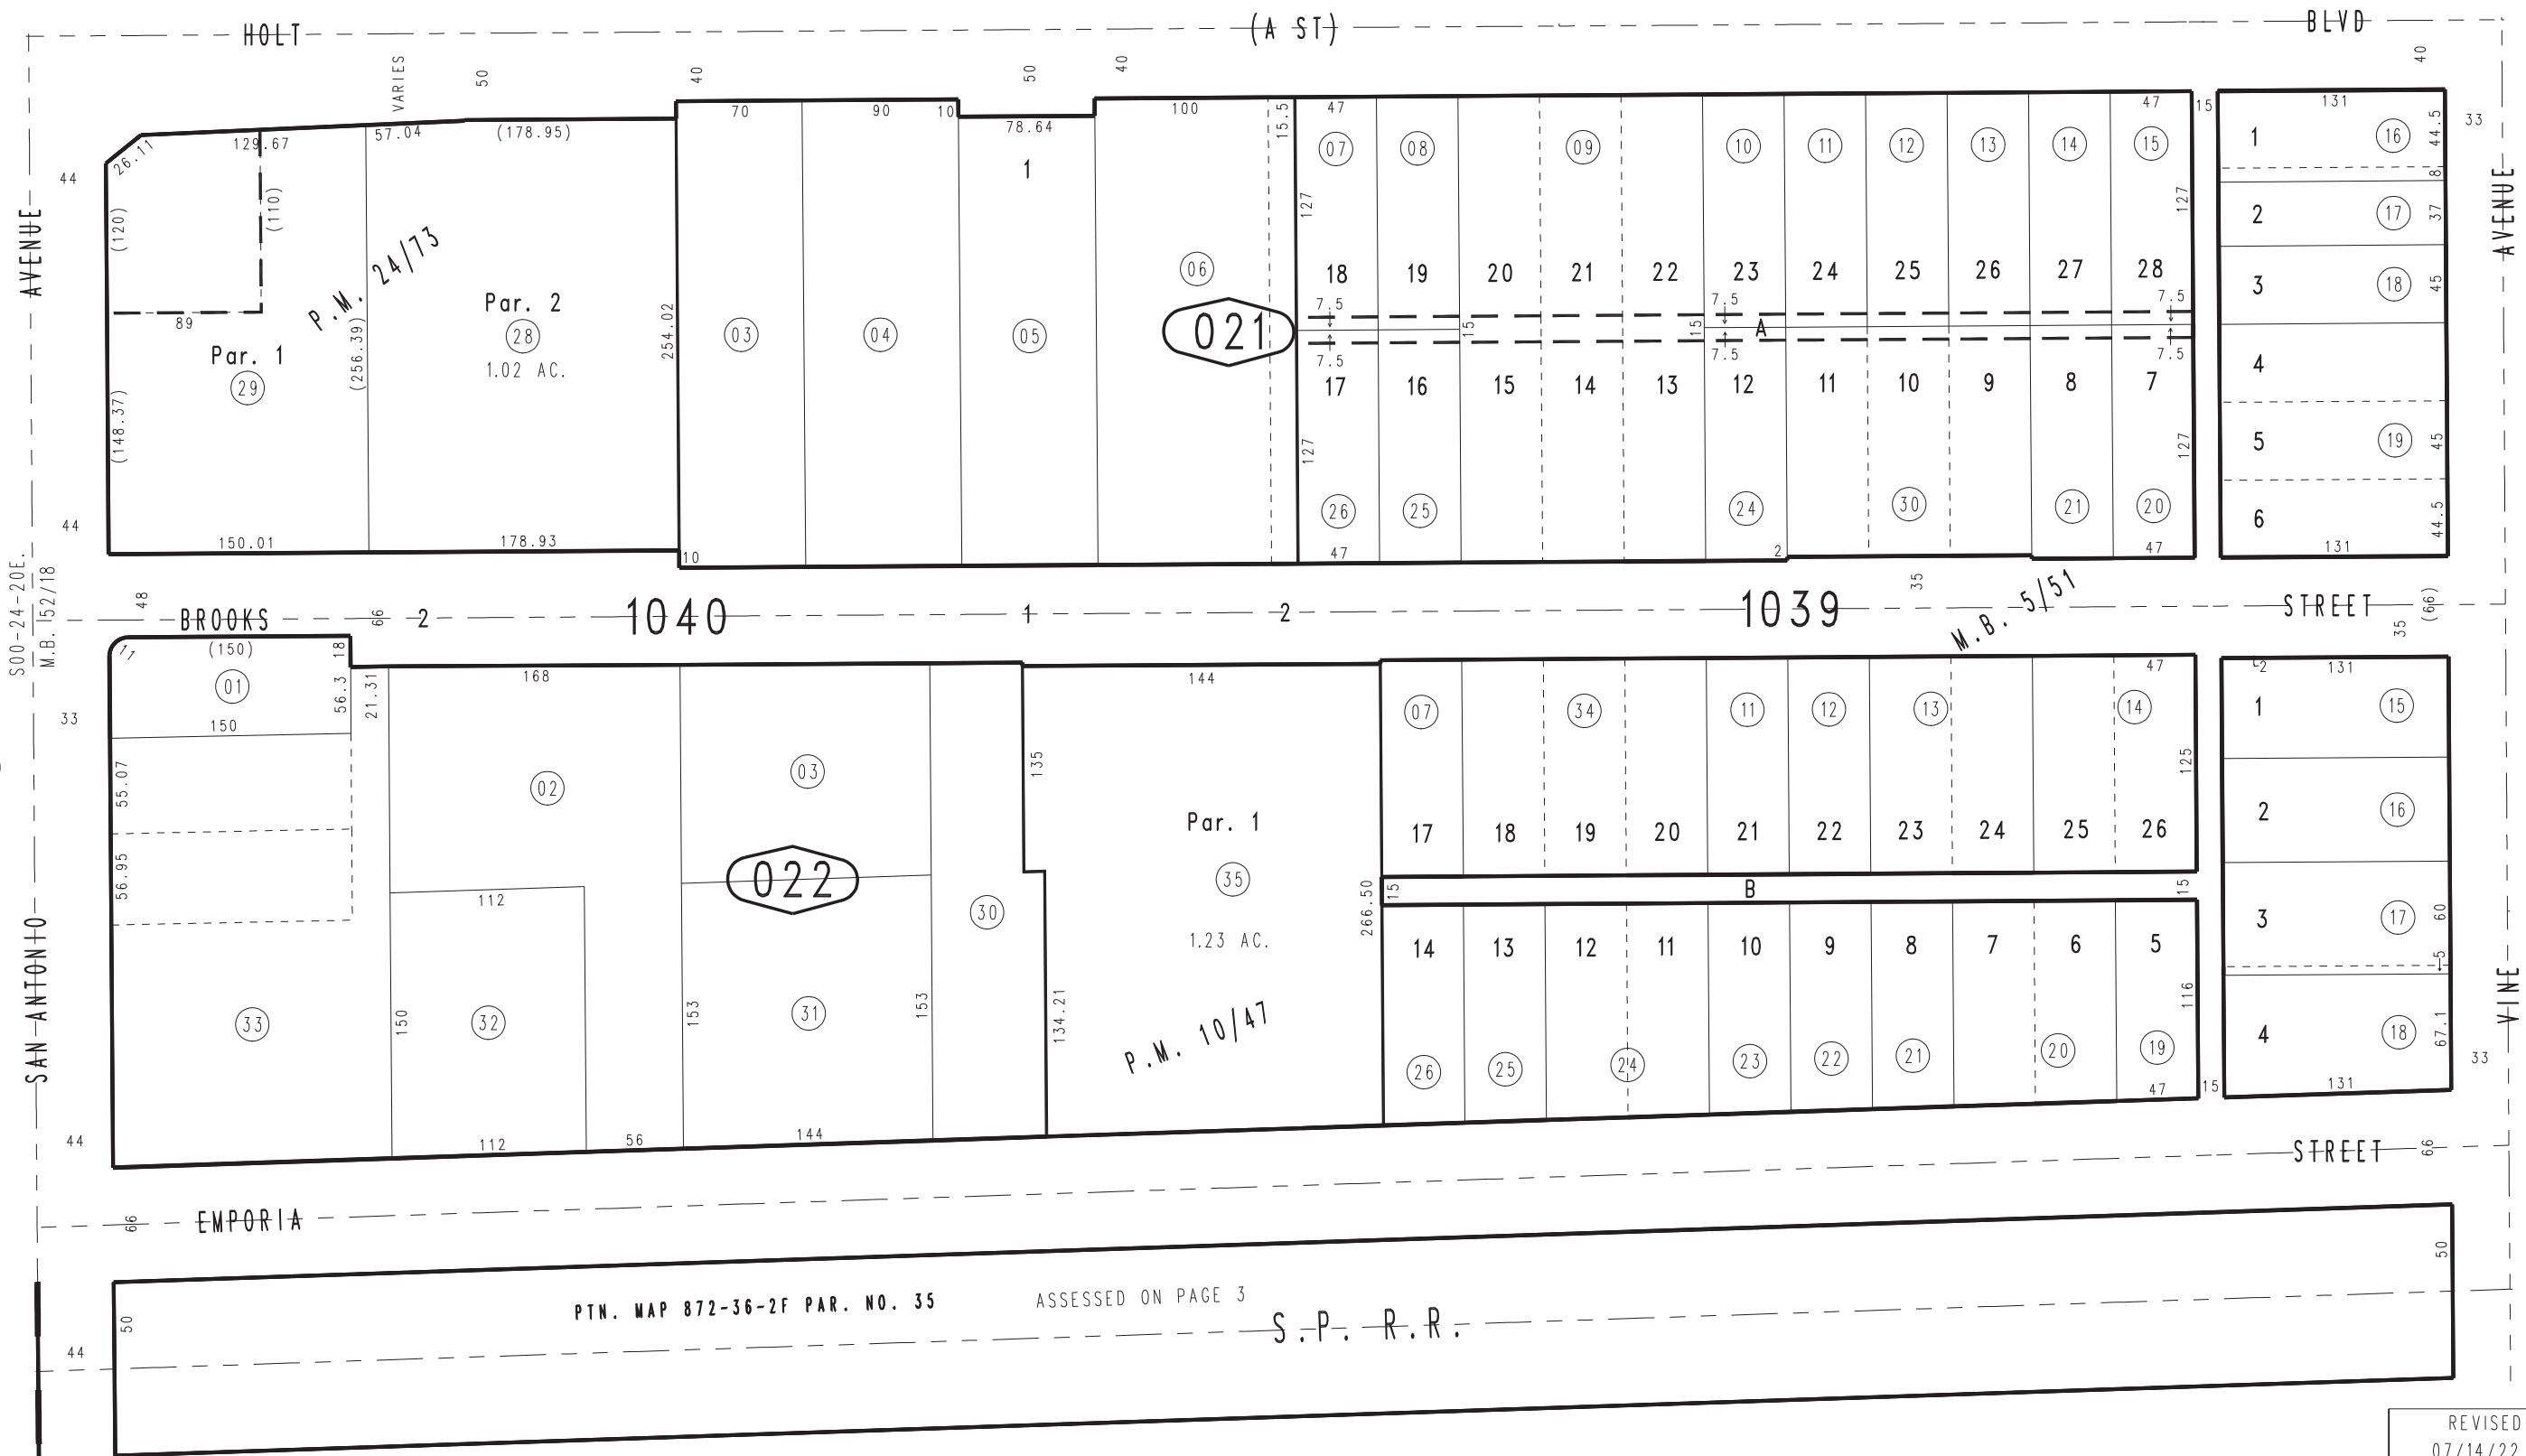 HOLT (A ST) BLVD
VARIES 50 40 50 40 40
26.11 129.67 57.04 (178.95) 70 90 10 78.64 100 15.5 47 47 15 131 33
44 1 07 08 09 10 11 12 13 14 15 1 16 44.5
AVENUE (120) (110) P.M. 24/73 127 127 8 2 17 37 AVENUE
06 18 19 20 21 22 23 24 25 26 27 28 3 18 45
89 Par. 2 7.5 7.5 7.5
28 254.02 03 04 05 021 15 15 A
Par. 1 (256.39) 1.02 AC. 7.5 7.5 7.5
29 17 16 15 14 13 12 11 10 9 8 7 4
(148.37) 127 127 5 19 45
44 26 25 24 30 21 20 6 44.5
150.01 178.93 10 47 2 47 131
S00-24-20E.
M.B. 52/18
48 BROOKS 66 2 1040 1 2 1039 35 M.B. 5/51 STREET 35 (66)
11 (150) 18 168 144 47 2 131
01 56.3 21.31 07 34 11 12 13 14 1 15
33 150
55.07 02 03 135 125
Par. 1 17 18 19 20 21 22 23 24 25 26 2 16
56.95 112 022 35 266.50 15 B 15
30 1.23 AC. 14 13 12 11 10 9 8 7 6 5 3 17 60
5
SAN ANTONIO 33 150 32 153 31 153 134.21 P.M. 10/47 116 VINE
26 25 24 23 22 21 20 19 4 18 67.1
33
44 112 56 144 47 15 131
STREET 66
66 EMPORIA
50
50 PTN. MAP 872-36-2F PAR. NO. 35 ASSESSED ON PAGE 3
44 S.P. R.R.
REVISED
07/14/22